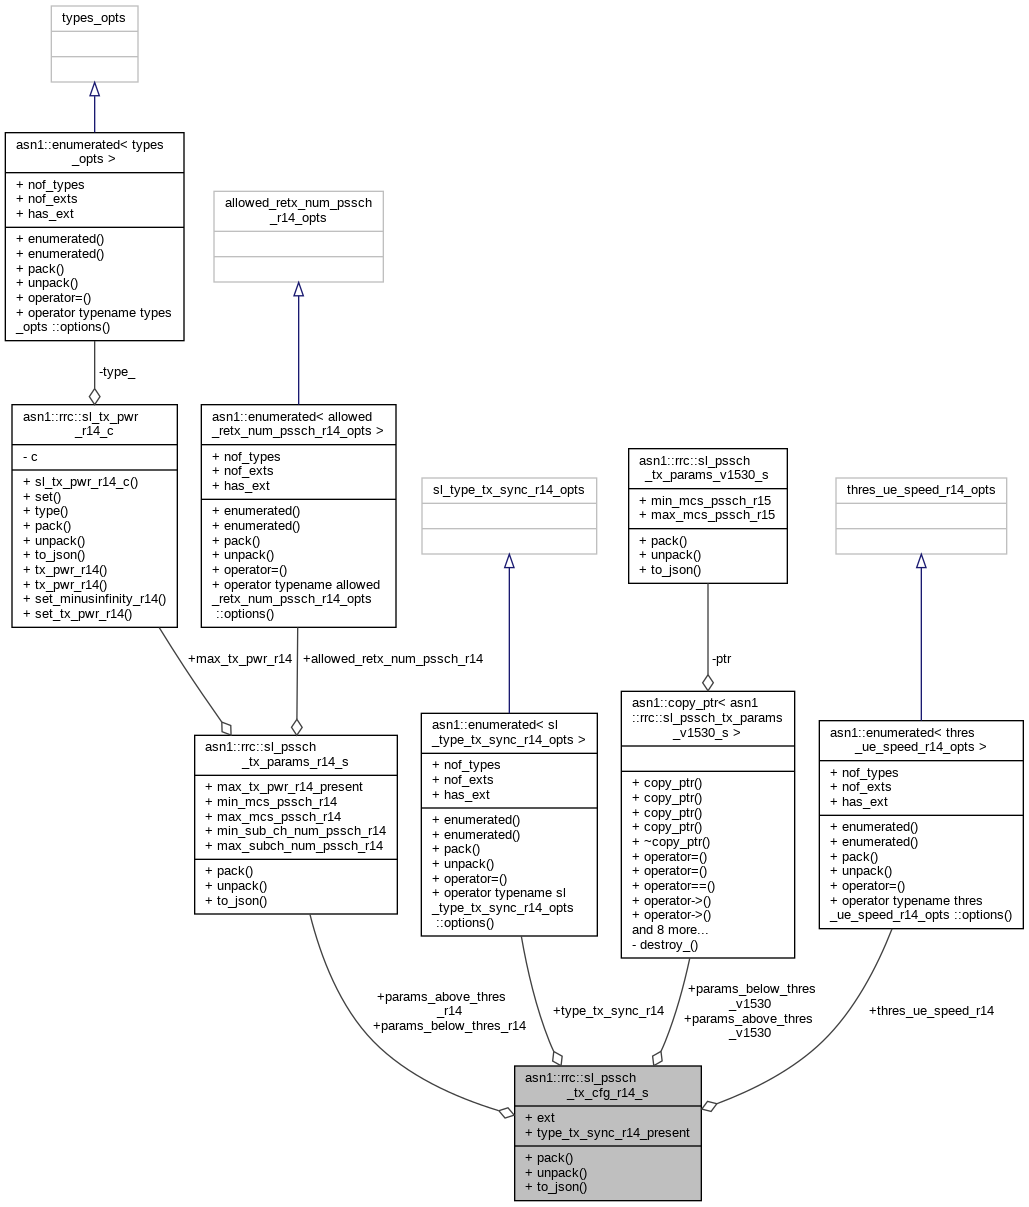 types_opts
asn1::enumerated< types
_opts >
+ nof_types
+ nof_exts
+ has_ext
+ enumerated()
+ enumerated()
+ pack()
+ unpack()
+ operator=()
+ operator typename types
_opts ::options()
allowed_retx_num_pssch
_r14_opts
-type_
asn1::rrc::sl_tx_pwr
_r14_c
- c
+ sl_tx_pwr_r14_c()
+ set()
+ type()
+ pack()
+ unpack()
+ to_json()
+ tx_pwr_r14()
+ tx_pwr_r14()
+ set_minusinfinity_r14()
+ set_tx_pwr_r14()
asn1::enumerated< allowed
_retx_num_pssch_r14_opts >
+ nof_types
+ nof_exts
+ has_ext
+ enumerated()
+ enumerated()
+ pack()
+ unpack()
+ operator=()
+ operator typename allowed
_retx_num_pssch_r14_opts
::options()
sl_type_tx_sync_r14_opts
asn1::rrc::sl_pssch
_tx_params_v1530_s
+ min_mcs_pssch_r15
+ max_mcs_pssch_r15
+ pack()
+ unpack()
+ to_json()
thres_ue_speed_r14_opts
+max_tx_pwr_r14
+allowed_retx_num_pssch_r14
-ptr
asn1::rrc::sl_pssch
_tx_params_r14_s
+ max_tx_pwr_r14_present
+ min_mcs_pssch_r14
+ max_mcs_pssch_r14
+ min_sub_ch_num_pssch_r14
+ max_subch_num_pssch_r14
+ pack()
+ unpack()
+ to_json()
asn1::enumerated< sl
_type_tx_sync_r14_opts >
+ nof_types
+ nof_exts
+ has_ext
+ enumerated()
+ enumerated()
+ pack()
+ unpack()
+ operator=()
+ operator typename sl
_type_tx_sync_r14_opts
::options()
asn1::copy_ptr< asn1
::rrc::sl_pssch_tx_params
_v1530_s >
+ copy_ptr()
+ copy_ptr()
+ copy_ptr()
+ copy_ptr()
+ ~copy_ptr()
+ operator=()
+ operator=()
+ operator==()
+ operator->()
+ operator->()
and 8 more...
- destroy_()
asn1::enumerated< thres
_ue_speed_r14_opts >
+ nof_types
+ nof_exts
+ has_ext
+ enumerated()
+ enumerated()
+ pack()
+ unpack()
+ operator=()
+ operator typename thres
_ue_speed_r14_opts ::options()
+params_above_thres
_r14
+params_below_thres_r14
+type_tx_sync_r14
+params_below_thres
_v1530
+params_above_thres
_v1530
+thres_ue_speed_r14
asn1::rrc::sl_pssch
_tx_cfg_r14_s
+ ext
+ type_tx_sync_r14_present
+ pack()
+ unpack()
+ to_json()